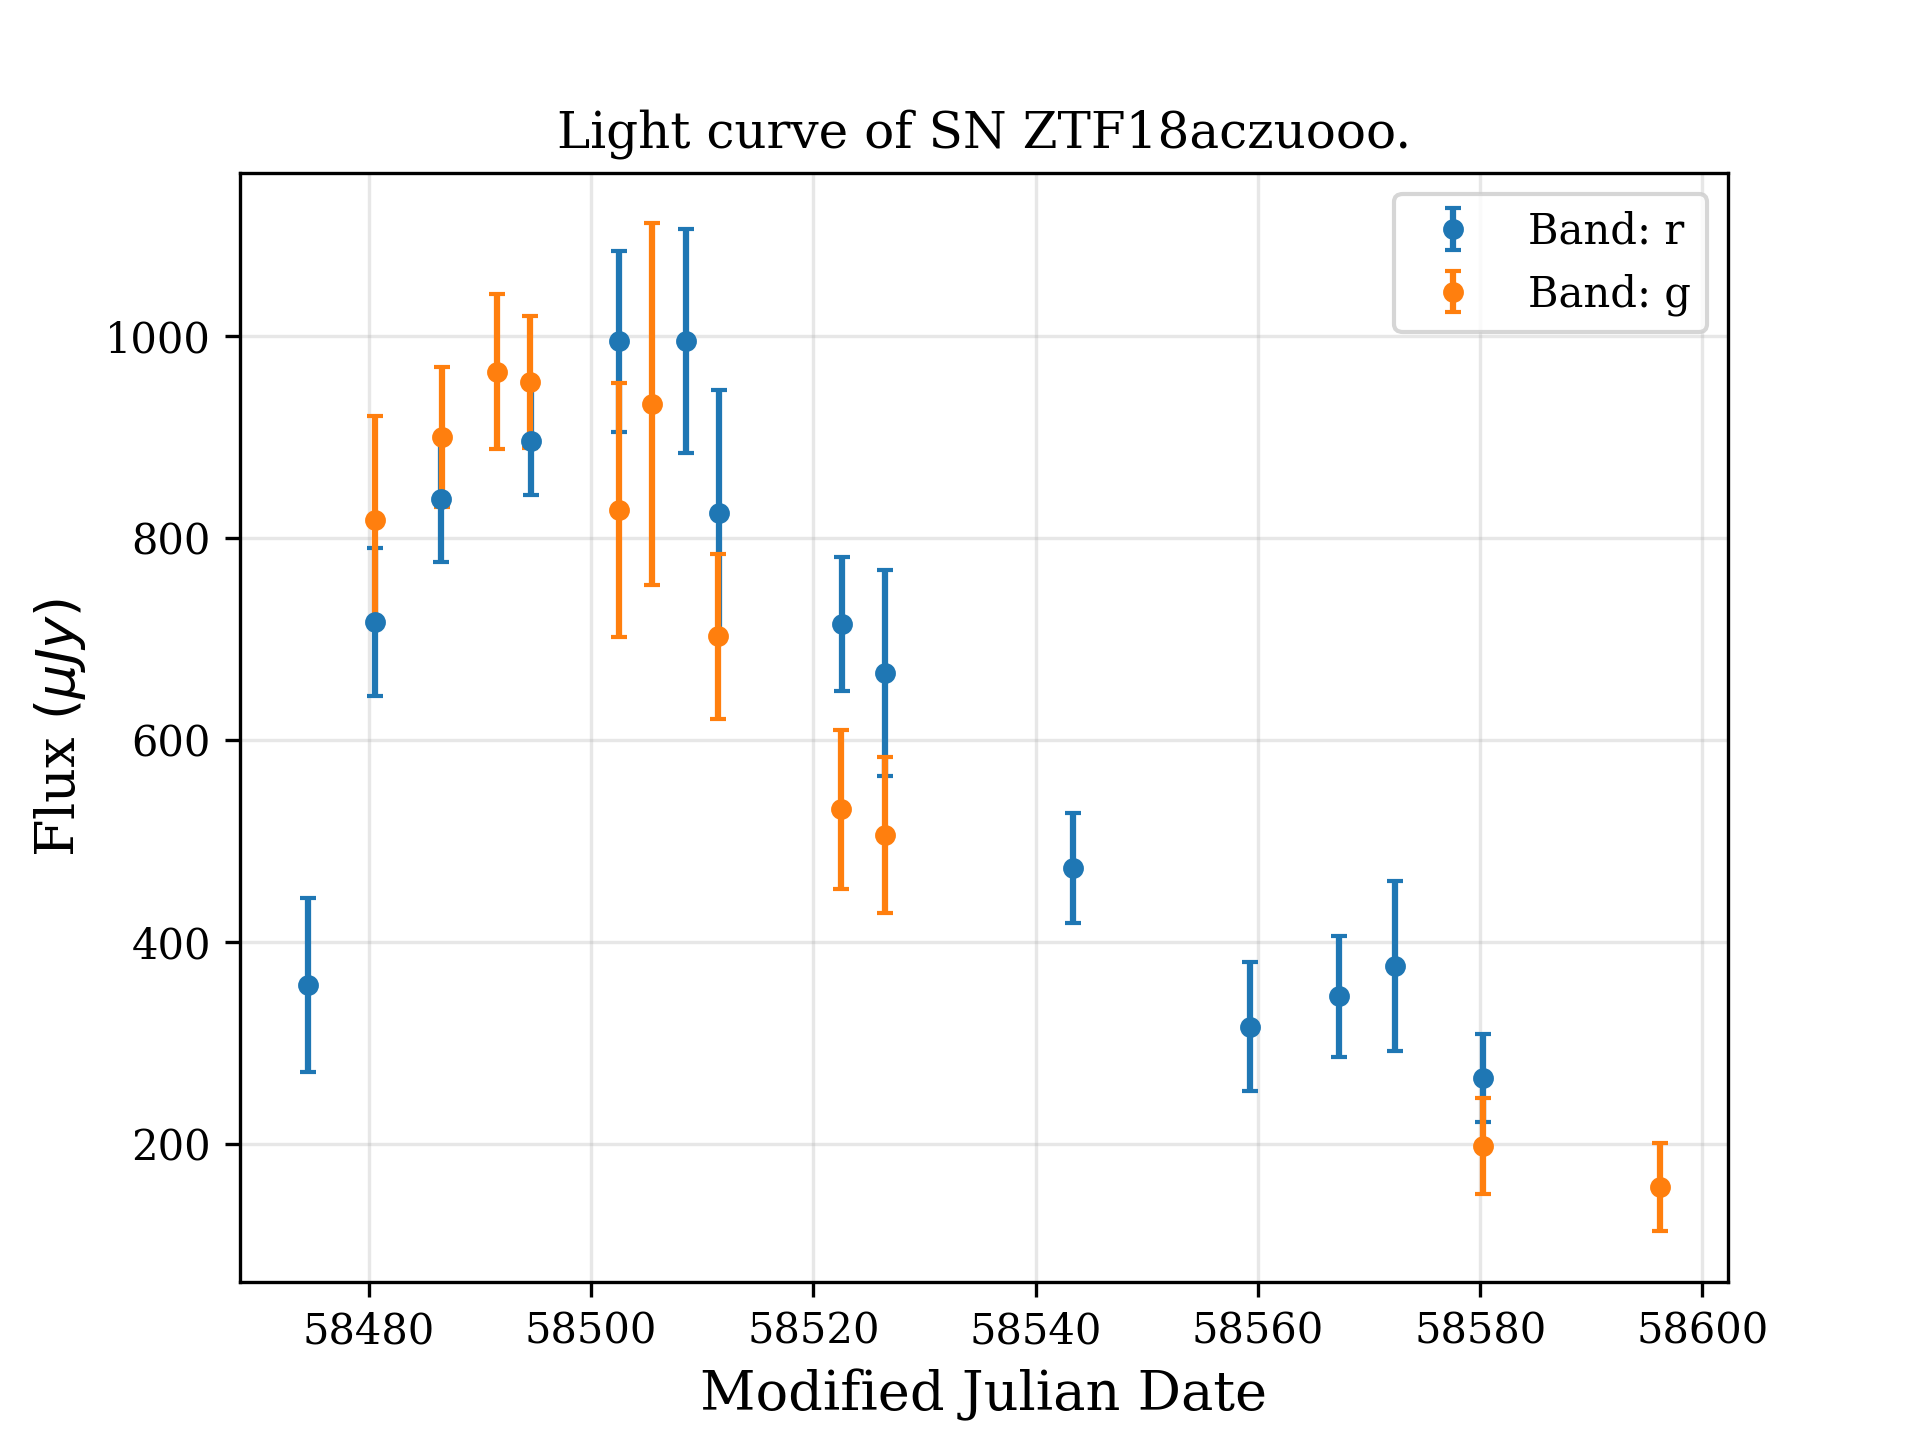 Light curve of SN ZTF18aczuooo.
Band: r
Band: g
1000
800
600
400
200
Flux (μJy)
58480 58500 58520 58540 58560 58580 58600
Modified Julian Date